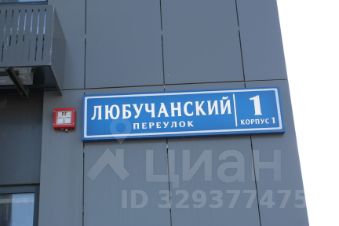 ЛЮБУЧАНСКИЙ
ПЕРЕУЛОК
1
КОРПУС 1
циан
ID 329377475